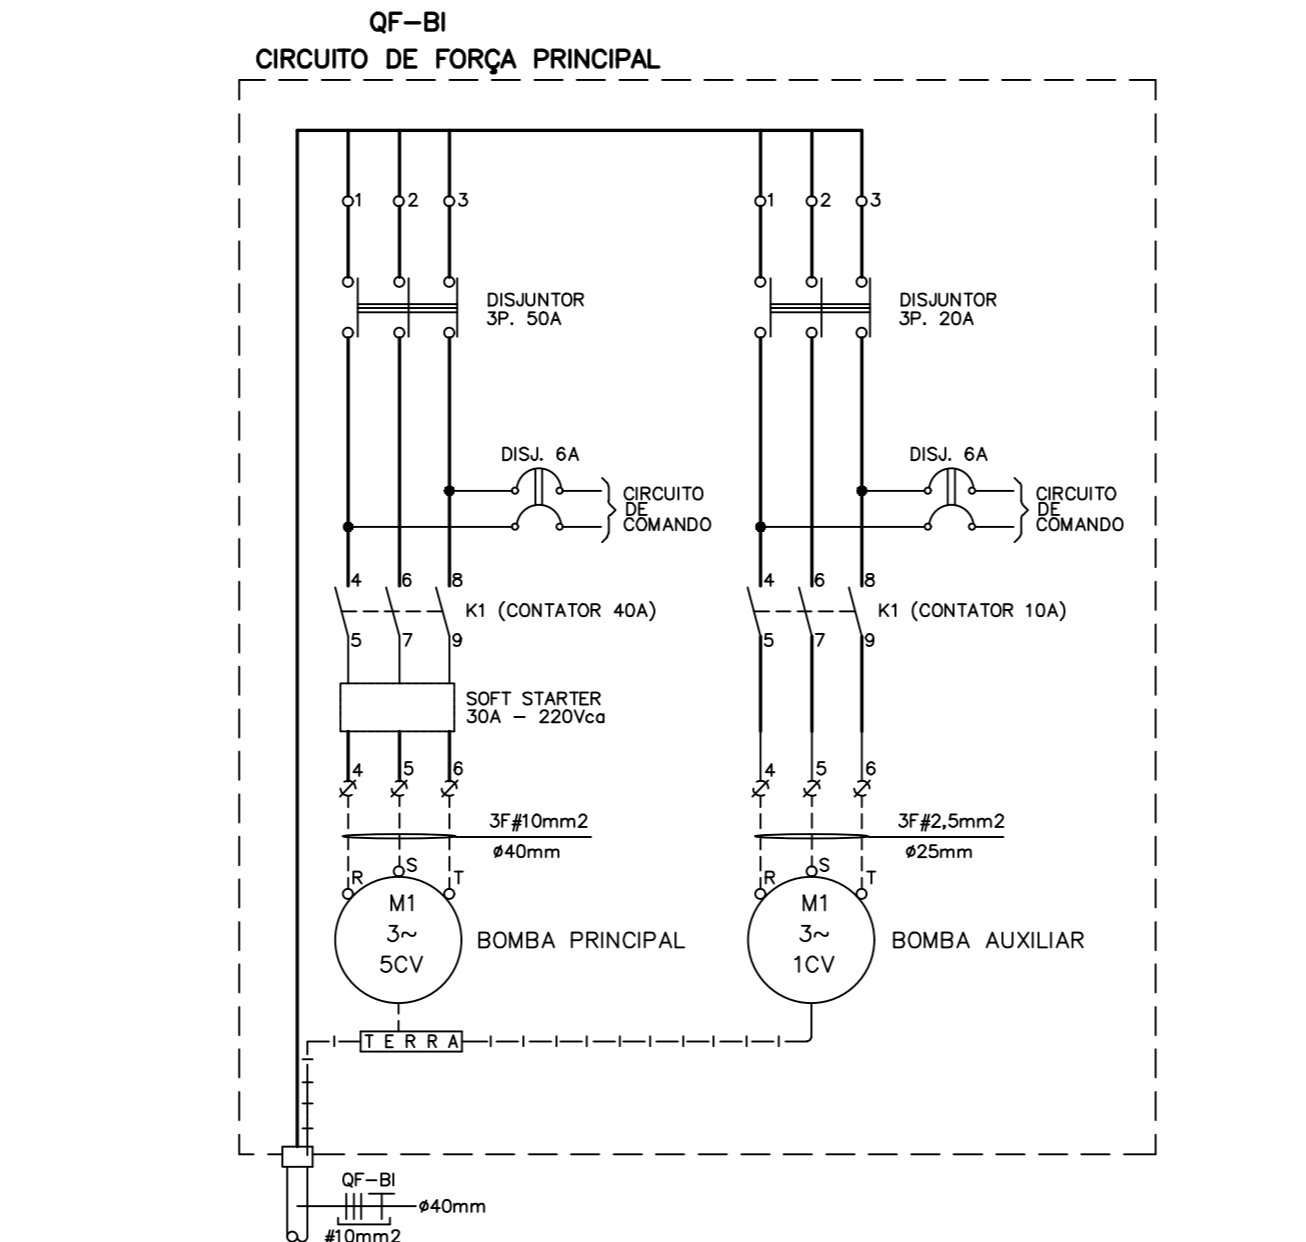 QF-BI
CIRCUITO DE FORÇA PRINCIPAL
1 2 3
1 2 3
DISJUNTOR
3P. 50A
DISJUNTOR
3P. 20A
DISJ. 6A
CIRCUITO
DE
COMANDO
DISJ. 6A
CIRCUITO
DE
COMANDO
4 6 8
K1 (CONTATOR 40A)
5 7 9
4 6 8
K1 (CONTATOR 10A)
5 7 9
SOFT STARTER
30A - 220Vca
4 5 6
4 5 6
3F#10mm2
ø40mm
3F#2,5mm2
ø25mm
R S T
M1
3~
5CV
BOMBA PRINCIPAL
R S T
M1
3~
1CV
BOMBA AUXILIAR
TERRA
QF-BI
ø40mm
#10mm2